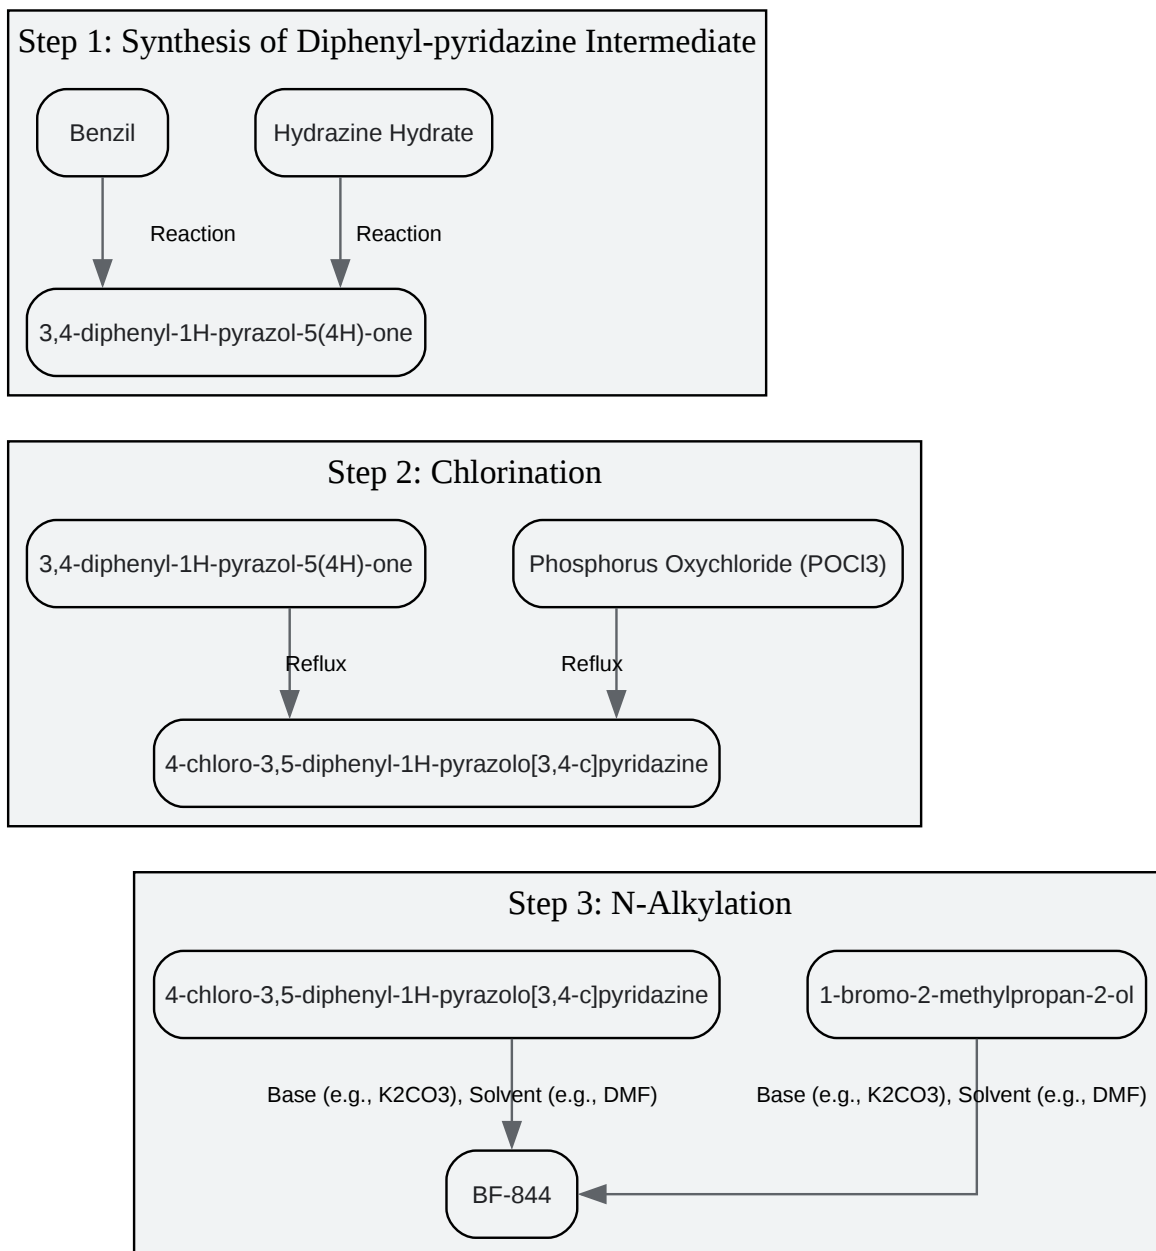 Step 1: Synthesis of Diphenyl-pyridazine Intermediate
Benzil
Hydrazine Hydrate
Reaction
Reaction
3,4-diphenyl-1H-pyrazol-5(4H)-one
Step 2: Chlorination
3,4-diphenyl-1H-pyrazol-5(4H)-one
Phosphorus Oxychloride (POCl3)
Reflux
Reflux
4-chloro-3,5-diphenyl-1H-pyrazolo[3,4-c]pyridazine
Step 3: N-Alkylation
4-chloro-3,5-diphenyl-1H-pyrazolo[3,4-c]pyridazine
1-bromo-2-methylpropan-2-ol
Base (e.g., K2CO3), Solvent (e.g., DMF)
Base (e.g., K2CO3), Solvent (e.g., DMF)
BF-844